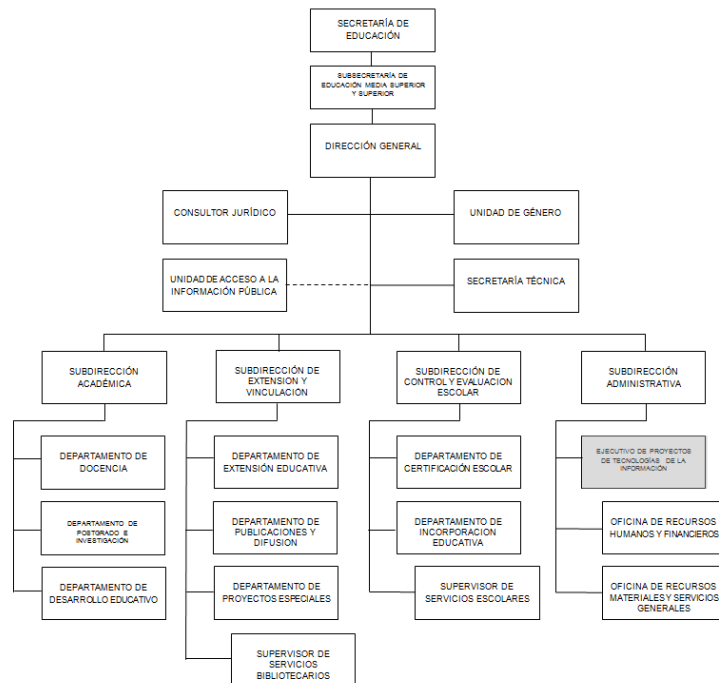 SECRETARÍA DE
EDUCACIÓN
SUBSECRETARÍA DE
EDUCACIÓN MEDIA SUPERIOR
Y SUPERIOR
DIRECCIÓN GENERAL
CONSULTOR JURÍDICO
UNIDAD DE GÉNERO
UNIDAD DE ACCESO A LA
INFORMACIÓN PÚBLICA
SECRETARÍA TÉCNICA
SUBDIRECCIÓN
ACADÉMICA
SUBDIRECCIÓN DE
EXTENSION Y
VINCULACIÓN
SUBDIRECCIÓN DE
CONTROL Y EVALUACION
ESCOLAR
SUBDIRECCIÓN
ADMINISTRATIVA
DEPARTAMENTO DE
DOCENCIA
DEPARTAMENTO DE
EXTENSIÓN EDUCATIVA
DEPARTAMENTO DE
CERTIFICACIÓN ESCOLAR
EJECUTIVO DE PROYECTOS
DE TECNOLOGÍAS DE LA
INFORMACIÓN
DEPARTAMENTO DE
POSTGRADO E
INVESTIGACIÓN
DEPARTAMENTO DE
PUBLICACIONES Y
DIFUSION
DEPARTAMENTO DE
INCORPORACION
EDUCATIVA
OFICINA DE RECURSOS
HUMANOS Y FINANCIEROS
DEPARTAMENTO DE
DESARROLLO EDUCATIVO
DEPARTAMENTO DE
PROYECTOS ESPECIALES
SUPERVISOR DE
SERVICIOS ESCOLARES
OFICINA DE RECURSOS
MATERIALES Y SERVICIOS
GENERALES
SUPERVISOR DE
SERVICIOS
BIBLIOTECARIOS